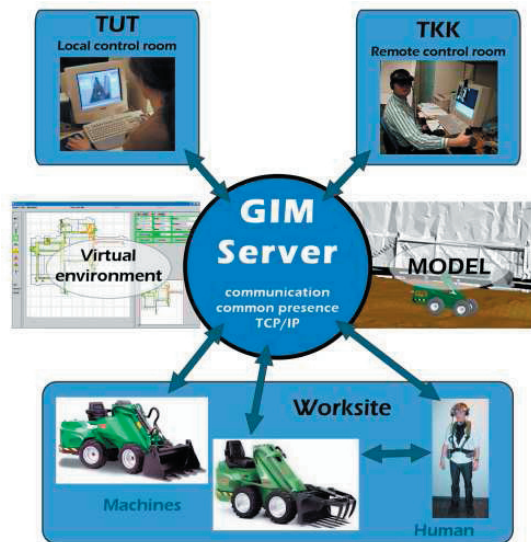 TUT
Local control room
TKK
Remote control room
GIM
Server
communication
common presence
TCP/IP
Virtual
environment
MODEL
Worksite
Machines
Human